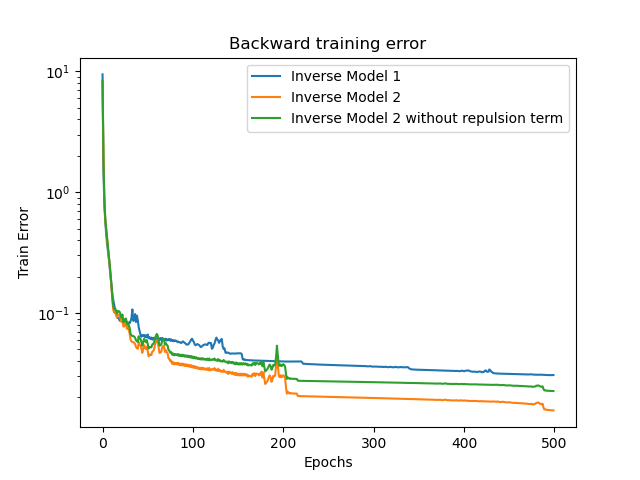 Backward training error
Inverse Model 1
Inverse Model 2
Inverse Model 2 without repulsion term
Train Error
10¹
10⁰
10⁻¹
0 100 200 300 400 500
Epochs